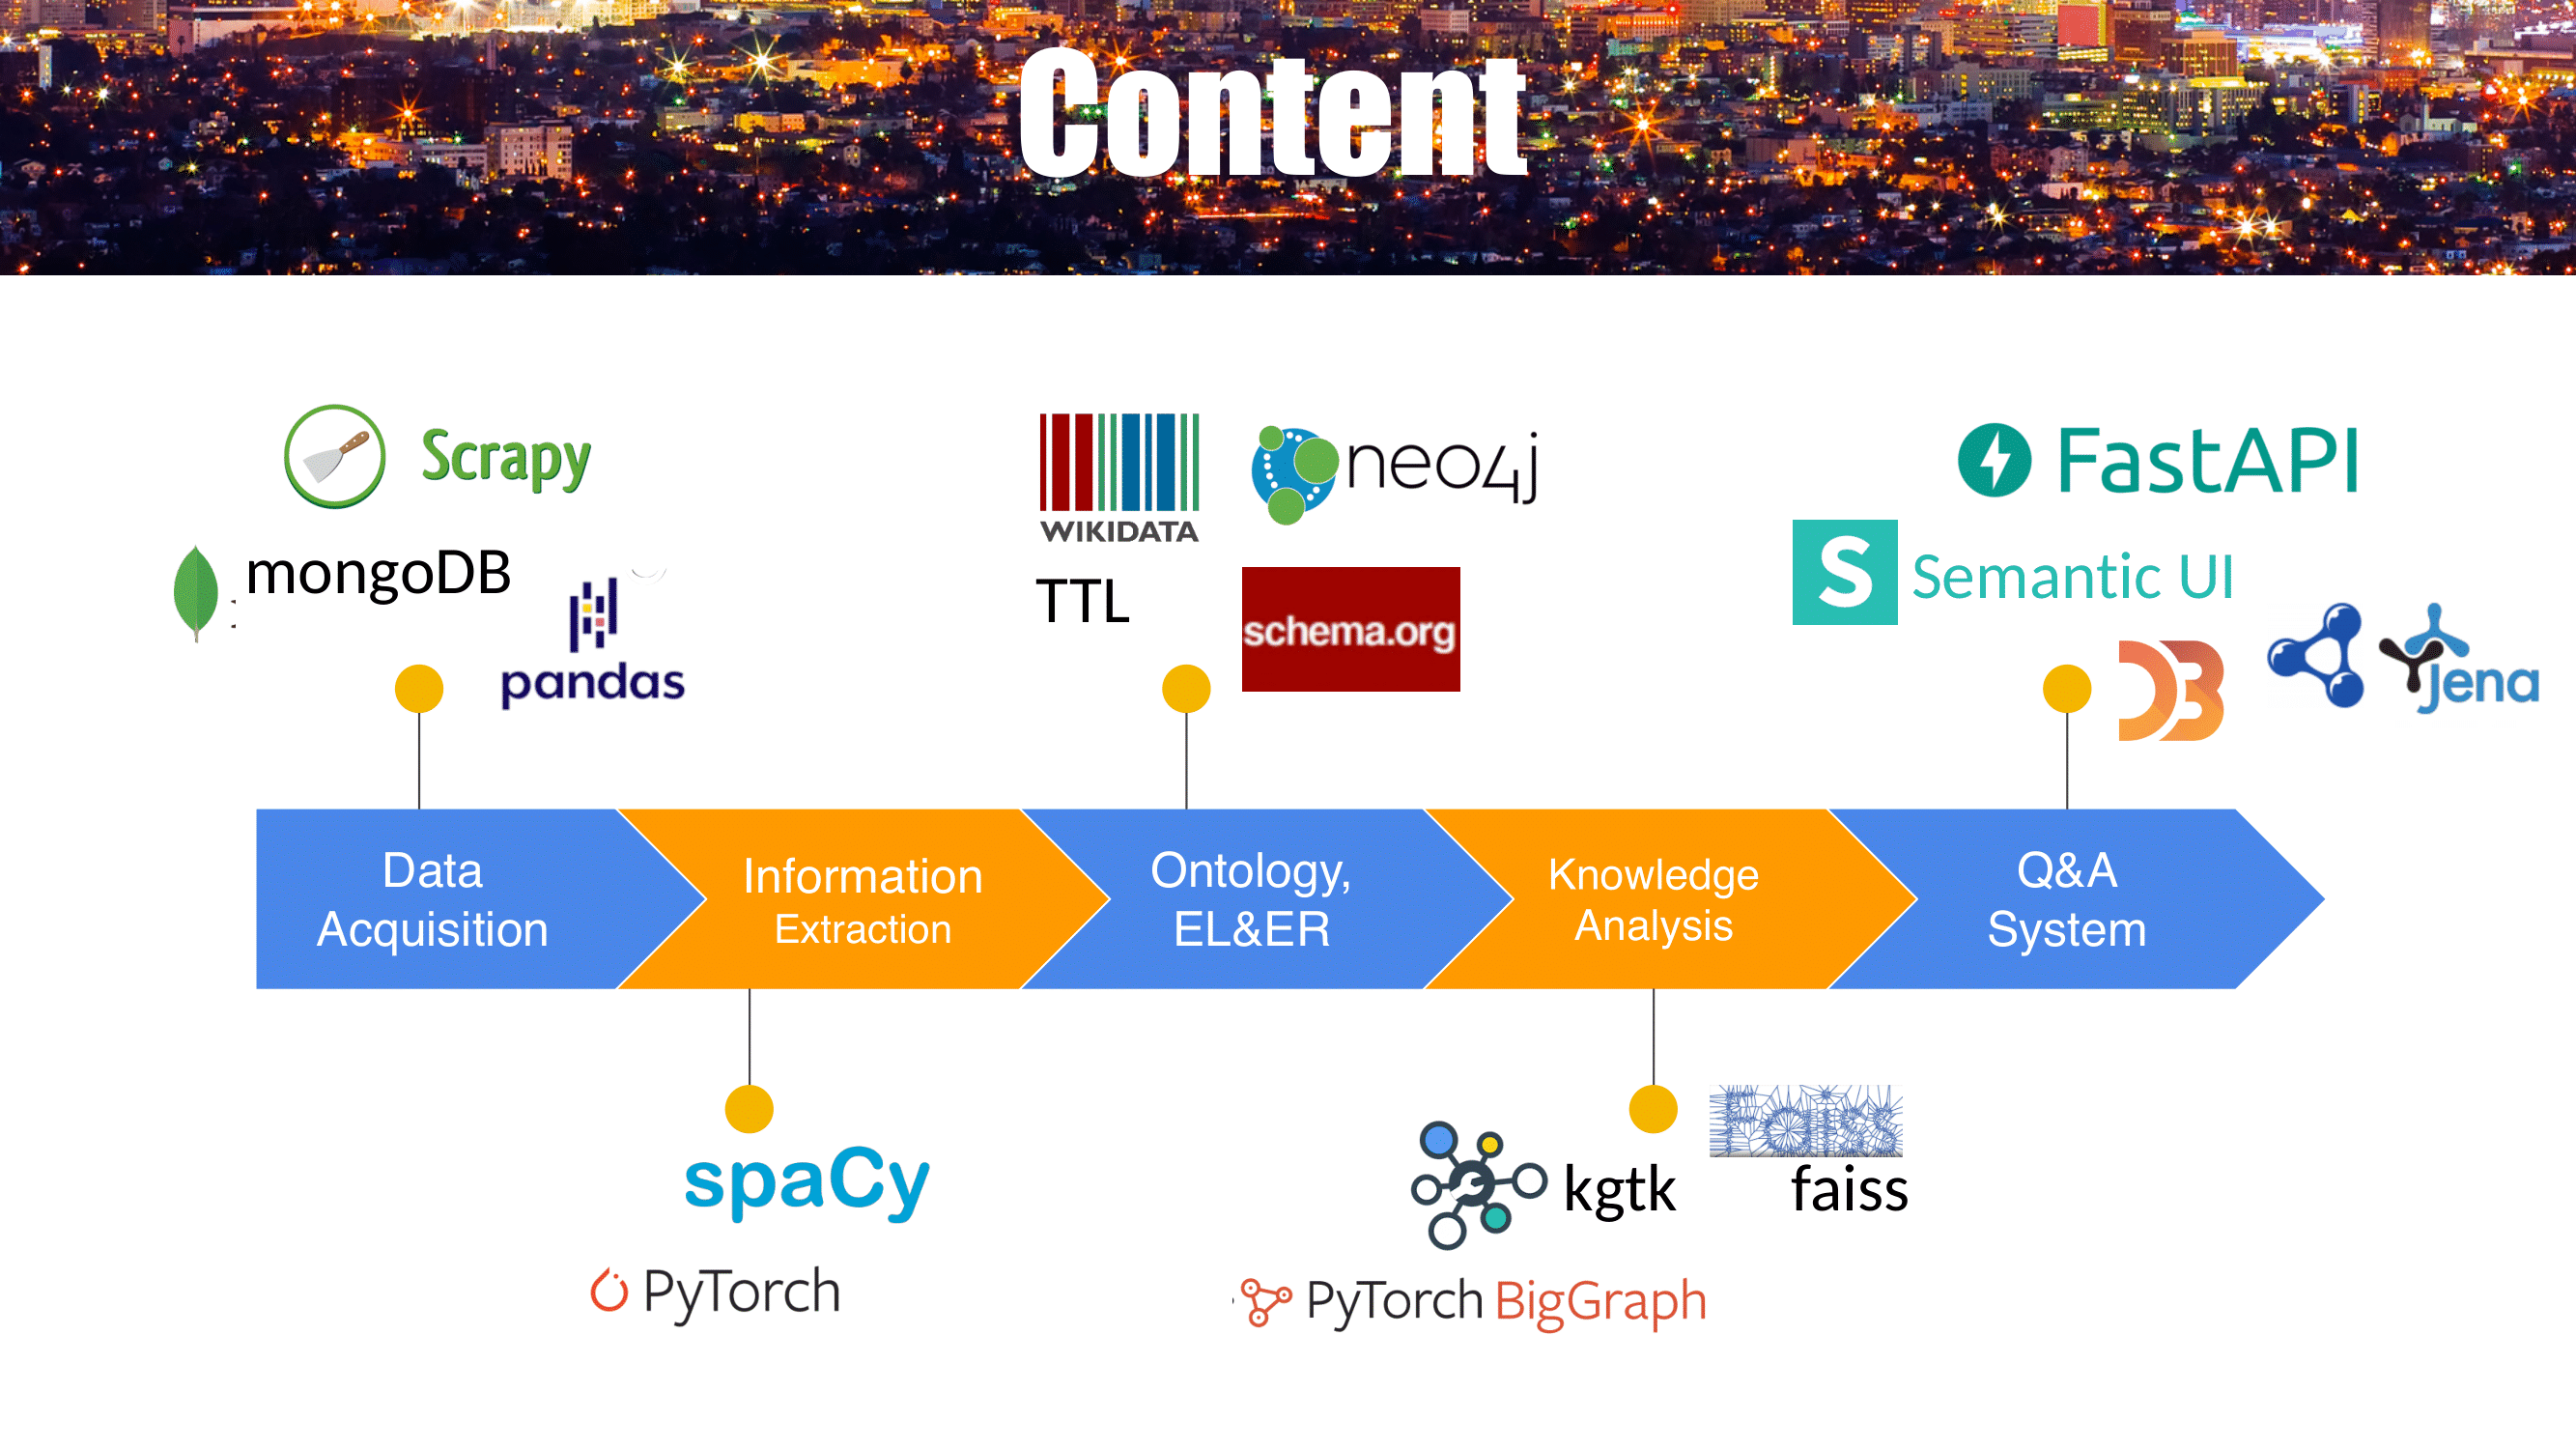 Content
Scrapy
mongoDB
pandas
WIKIDATA
neo4j
TTL
schema.org
FastAPI
S Semantic UI
D3
Jena
Data
Acquisition
Information
Extraction
Ontology,
EL&ER
Knowledge
Analysis
Q&A
System
spaCy
PyTorch
Faiss
kgtk
faiss
PyTorch BigGraph